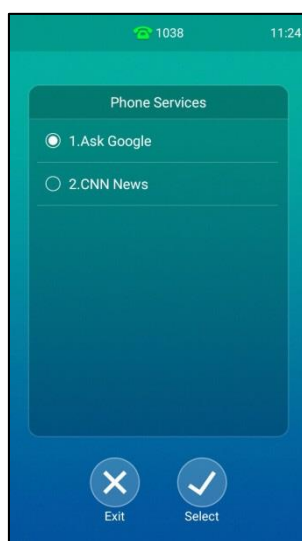 1038 11:24
Phone Services
1.Ask Google
2.CNN News
Exit Select